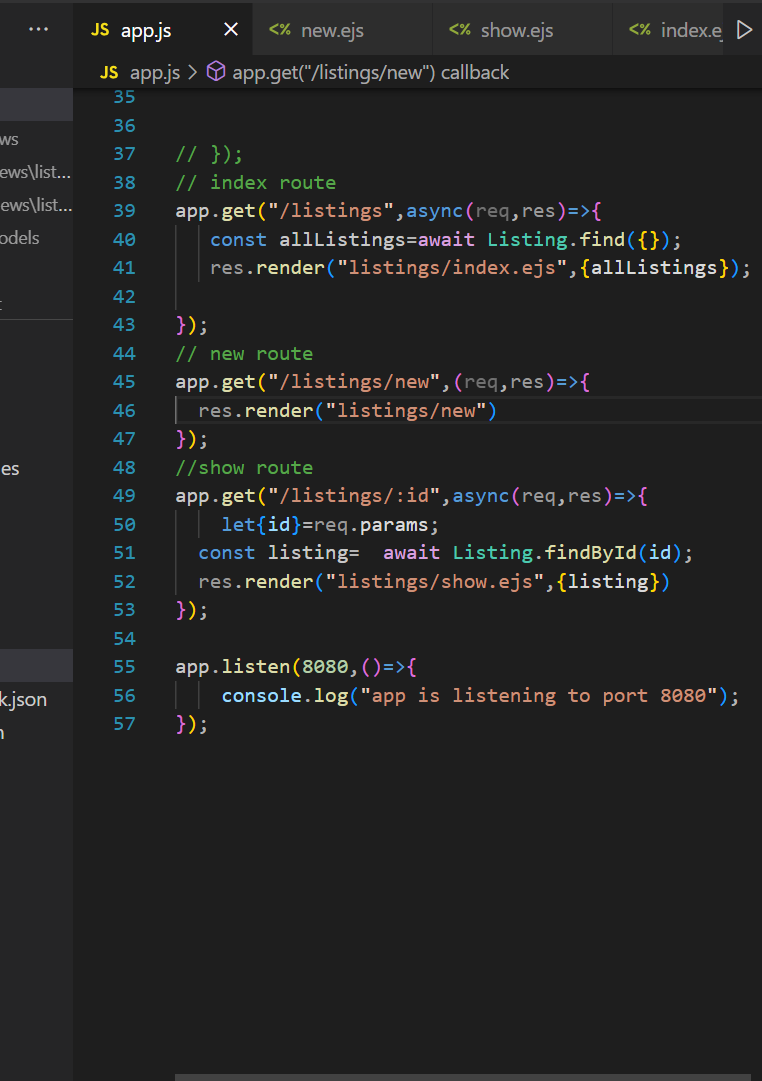 JS app.js
<% new.ejs
<% show.ejs
<% index.ej
JS app.js > app.get("/listings/new") callback
35
36
37 // });
38 // index route
39 app.get("/listings",async(req,res)=>{
40 const allListings=await Listing.find({});
41 res.render("listings/index.ejs",{allListings});
42
43 });
44 // new route
45 app.get("/listings/new",(req,res)=>{
46 res.render("listings/new")
47 });
48 //show route
49 app.get("/listings/:id",async(req,res)=>{
50 let{id}=req.params;
51 const listing=  await Listing.findById(id);
52 res.render("listings/show.ejs",{listing})
53 });
54
55 app.listen(8080,()=>{
56 console.log("app is listening to port 8080");
57 });
ws
ews\list...
ews\list...
odels
es
k.json